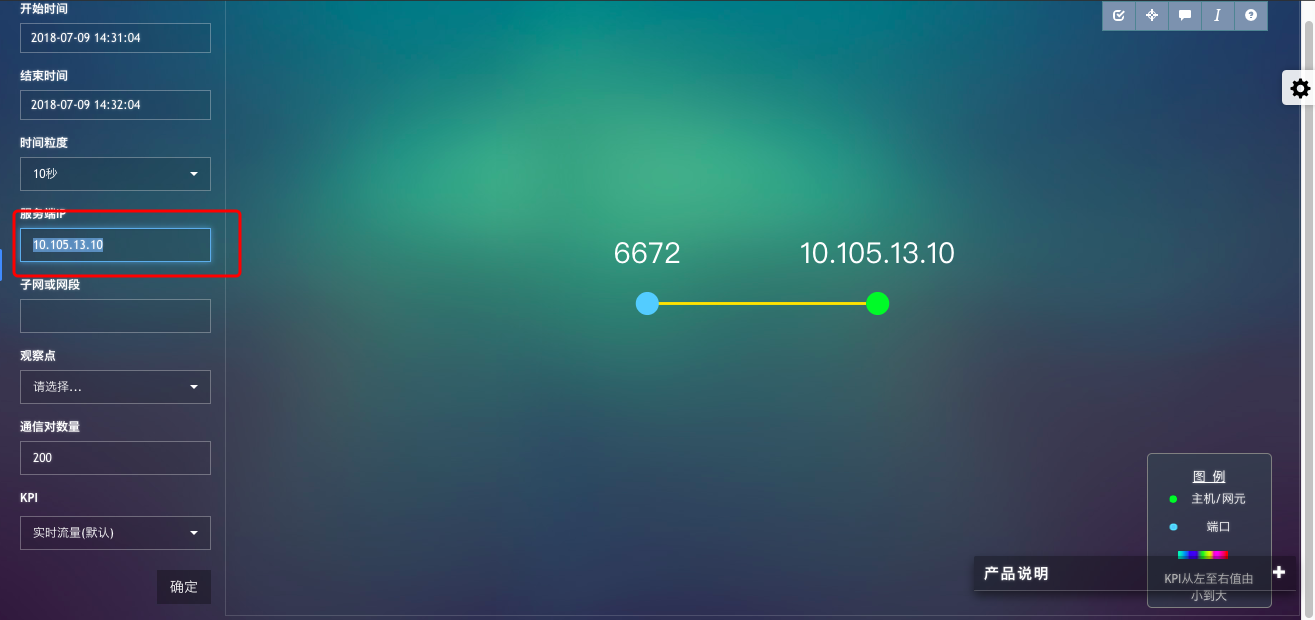 开始时间
2018-07-09 14:31:04
结束时间
2018-07-09 14:32:04
时间粒度
10秒
服务端IP
10.105.13.10
子网或网段
观察点
请选择...
通信对数量
200
KPI
实时流量(默认)
确定
6672
10.105.13.10
I
图 例
主机/网元
端口
KPI从左至右值由
小到大
产品说明